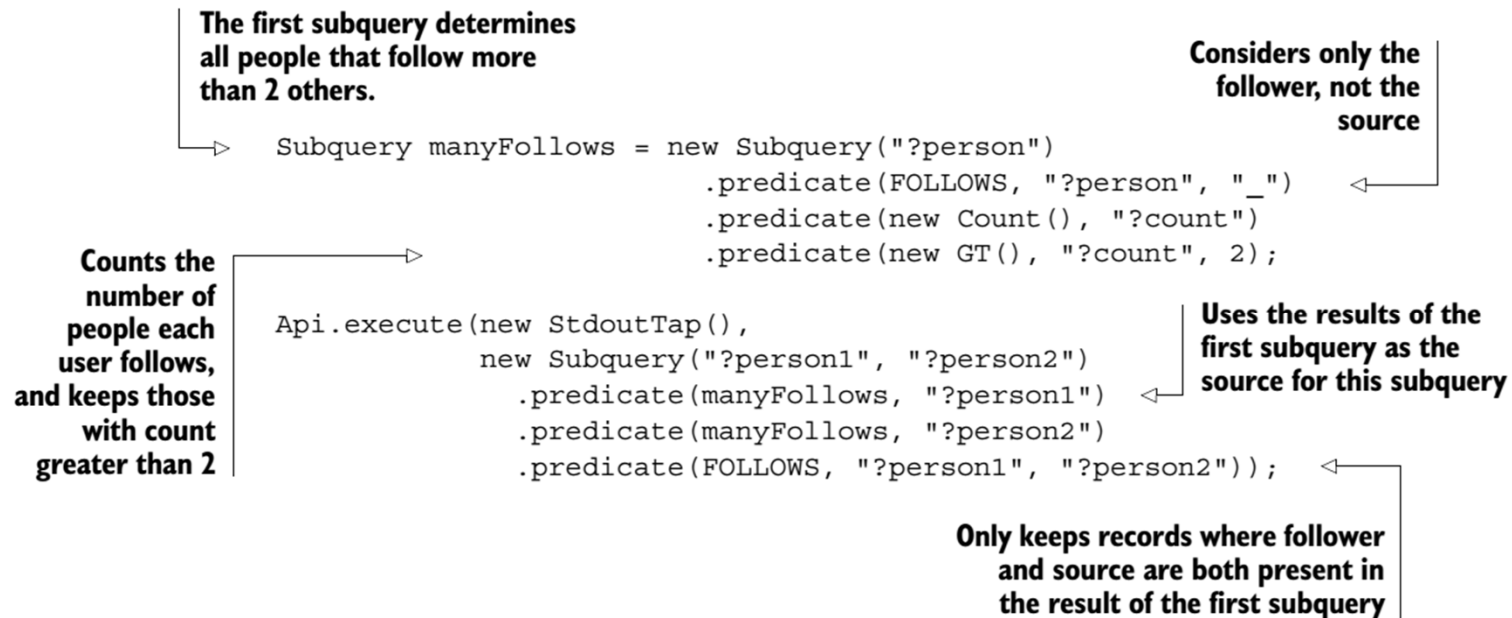 The first subquery determines
all people that follow more
than 2 others.
Considers only the
follower, not the
source
Subquery manyFollows = new Subquery("?person")
.predicate(FOLLOWS, "?person", "_")
.predicate(new Count(), "?count")
.predicate(new GT(), "?count", 2);
Counts the
number of
people each
user follows,
and keeps those
with count
greater than 2
Api.execute(new StdoutTap(),
new Subquery("?person1", "?person2")
.predicate(manyFollows, "?person1")
.predicate(manyFollows, "?person2")
.predicate(FOLLOWS, "?person1", "?person2"));
Uses the results of the
first subquery as the
source for this subquery
Only keeps records where follower
and source are both present in
the result of the first subquery